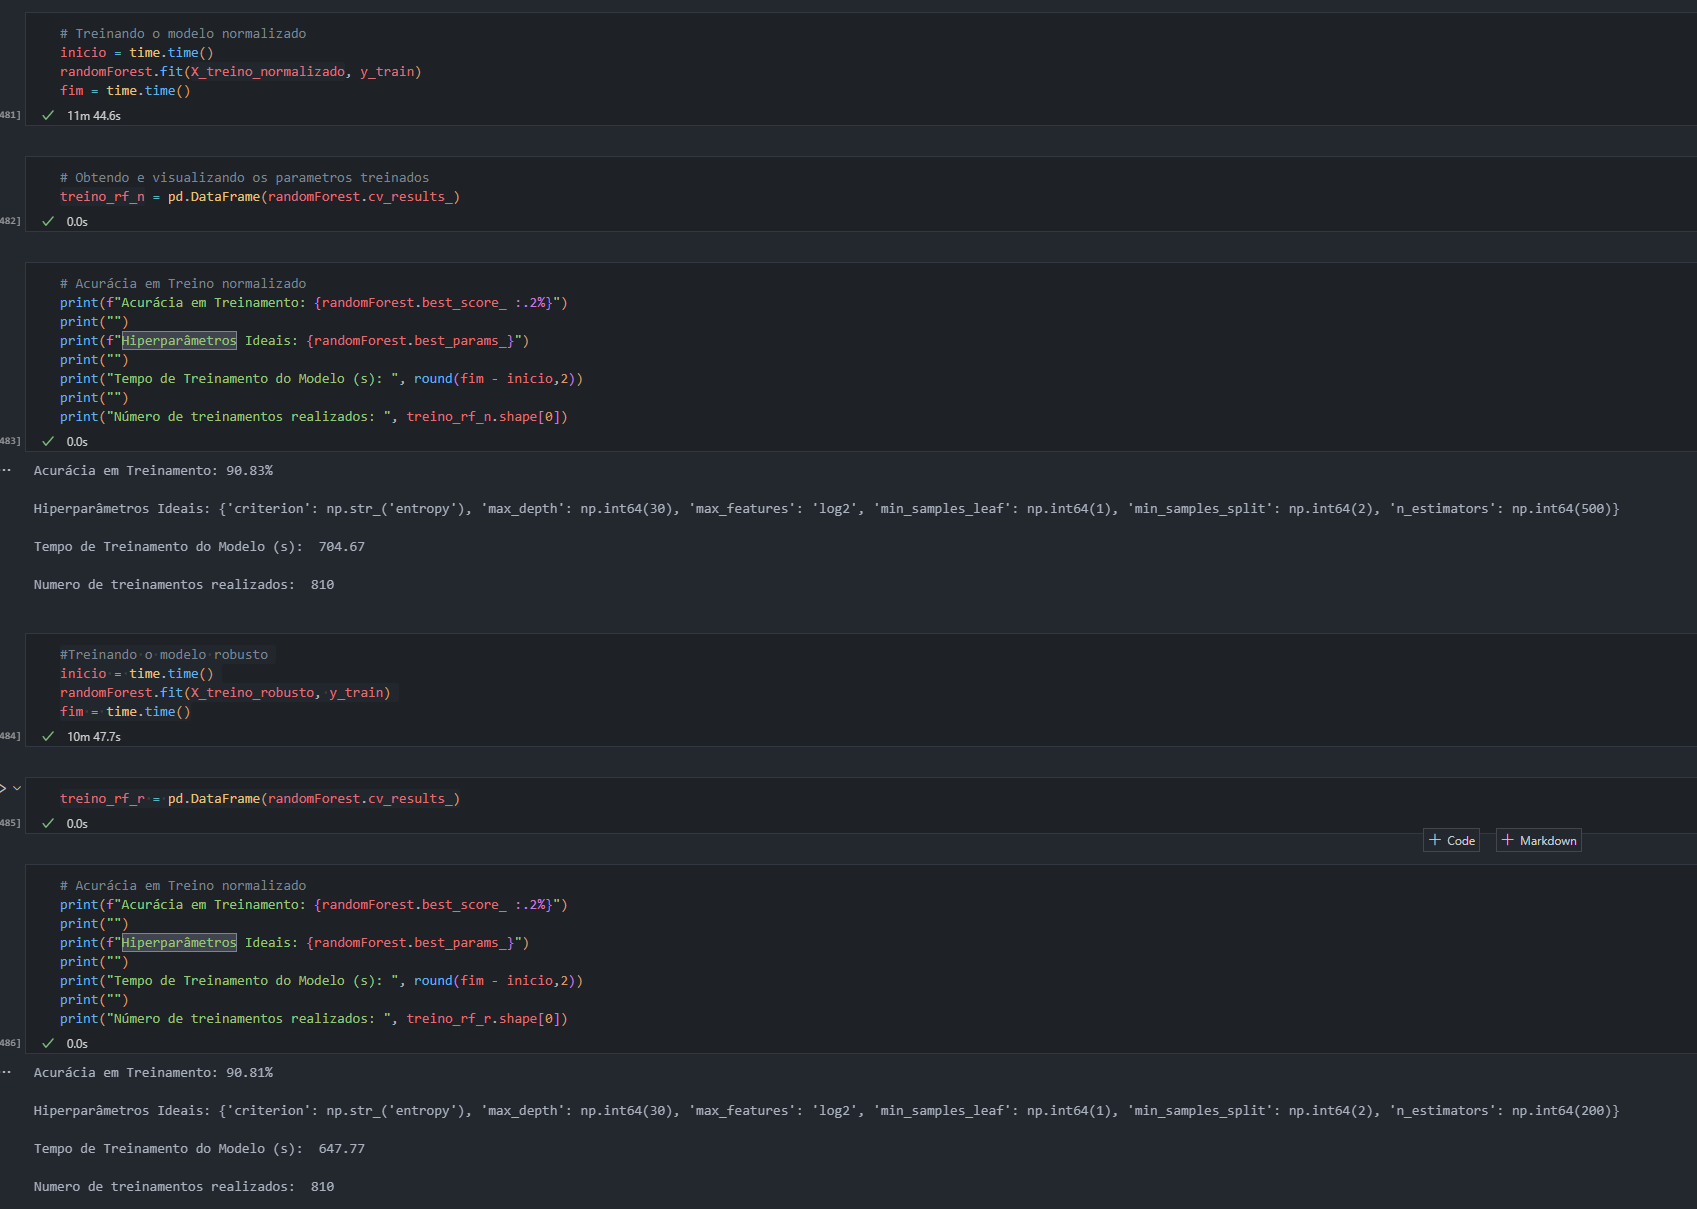 # Treinando o modelo normalizado
inicio = time.time()
randomForest.fit(X_treino_normalizado, y_train)
fim = time.time()
481]
11m 44.6s
# Obtendo e visualizando os parametros treinados
treino_rf_n = pd.DataFrame(randomForest.cv_results_)
482]
0.0s
# Acurácia em Treino normalizado
print(f"Acurácia em Treinamento: {randomForest.best_score_ :.2%}")
print("")
print(f"Hiperparâmetros Ideais: {randomForest.best_params_}")
print("")
print("Tempo de Treinamento do Modelo (s): ", round(fim - inicio,2))
print("")
print("Número de treinamentos realizados: ", treino_rf_n.shape[0])
483]
0.0s
Acurácia em Treinamento: 90.83%
Hiperparâmetros Ideais: {'criterion': np.str_('entropy'), 'max_depth': np.int64(30), 'max_features': 'log2', 'min_samples_leaf': np.int64(1), 'min_samples_split': np.int64(2), 'n_estimators': np.int64(500)}
Tempo de Treinamento do Modelo (s):  704.67
Numero de treinamentos realizados:  810
#Treinando o modelo robusto
inicio = time.time()
randomForest.fit(X_treino_robusto, y_train)
fim = time.time()
484]
10m 47.7s
treino_rf_r = pd.DataFrame(randomForest.cv_results_)
485]
0.0s
+ Code
+ Markdown
# Acurácia em Treino normalizado
print(f"Acurácia em Treinamento: {randomForest.best_score_ :.2%}")
print("")
print(f"Hiperparâmetros Ideais: {randomForest.best_params_}")
print("")
print("Tempo de Treinamento do Modelo (s): ", round(fim - inicio,2))
print("")
print("Número de treinamentos realizados: ", treino_rf_r.shape[0])
486]
0.0s
Acurácia em Treinamento: 90.81%
Hiperparâmetros Ideais: {'criterion': np.str_('entropy'), 'max_depth': np.int64(30), 'max_features': 'log2', 'min_samples_leaf': np.int64(1), 'min_samples_split': np.int64(2), 'n_estimators': np.int64(200)}
Tempo de Treinamento do Modelo (s):  647.77
Numero de treinamentos realizados:  810